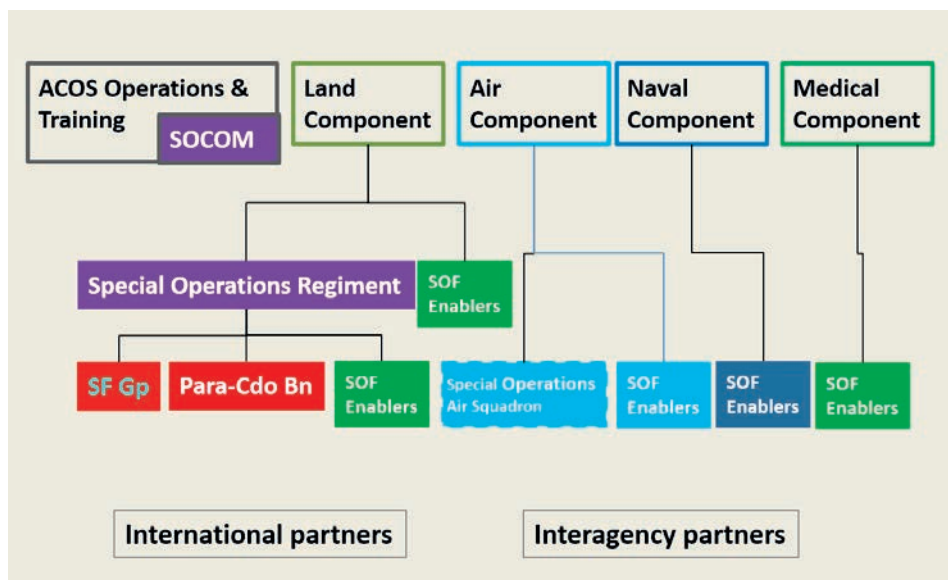 ACOS Operations &
Training
SOCOM
Land
Component
Air
Component
Naval
Component
Medical
Component
Special Operations Regiment
SOF
Enablers
SF Gp
Para-Cdo Bn
SOF
Enablers
Special Operations
Air Squadron
SOF
Enablers
SOF
Enablers
SOF
Enablers
International partners
Interagency partners